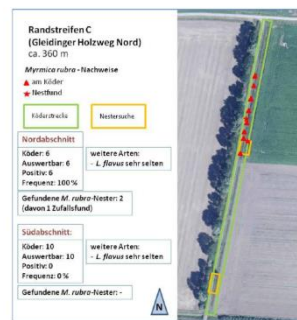 Randstreifen C
(Gleidinger Holzweg Nord)
ca. 360 m
Myrmica rubra - Nachweise
am Köder
Nestfund
Köderstrecke
Nestersuche
Nordabschnitt
Köder: 6
Auswertbar: 6
Positiv: 6
Frequenz: 100 %
weitere Arten:
- L. flavus sehr selten
Gefundene M. rubra-Nester: 2
(davon 1 Zufallsfund)
Südabschnitt:
Köder: 10
Auswertbar: 10
Positiv: 0
Frequenz: 0 %
weitere Arten:
- L. flavus sehr selten
Gefundene M. rubra-Nester: -
N